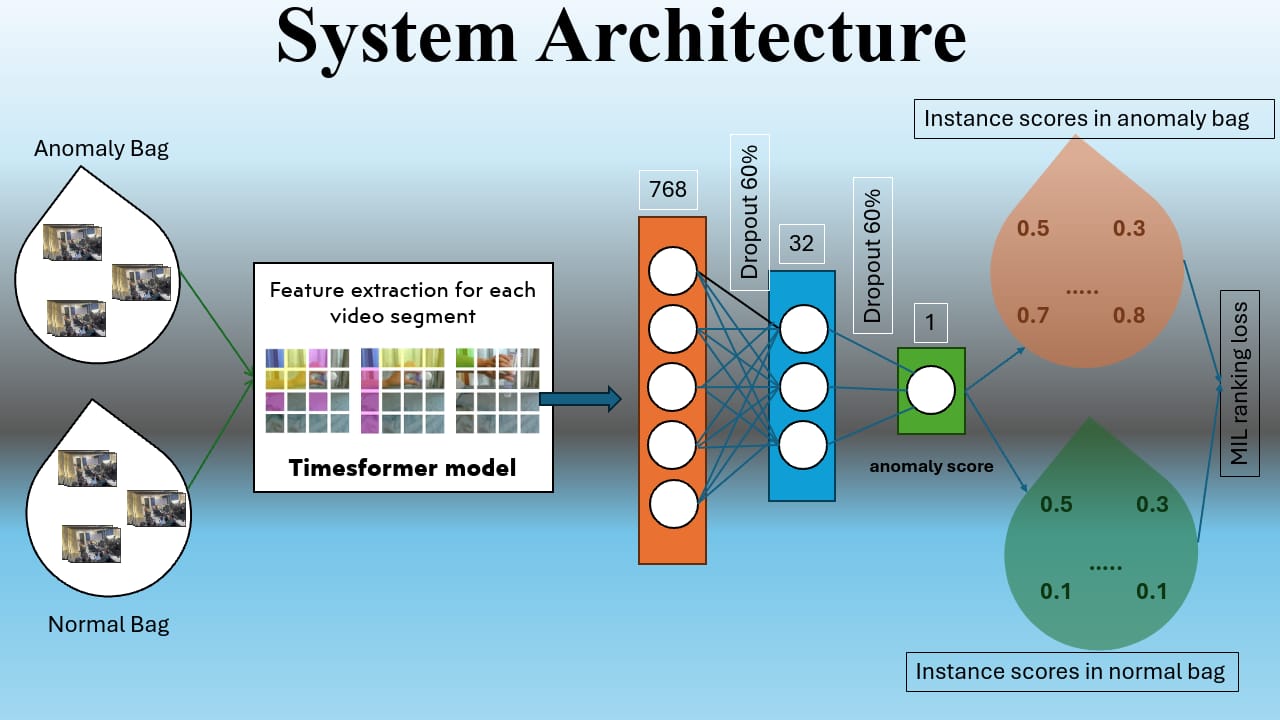 System Architecture
Anomaly Bag
Normal Bag
Feature extraction for each
video segment
Timesformer model
768
Dropout 60%
32
Dropout 60%
1
anomaly score
Instance scores in anomaly bag
0.5 0.3
.....
0.7 0.8
0.5 0.3
.....
0.1 0.1
Instance scores in normal bag
MIL ranking loss